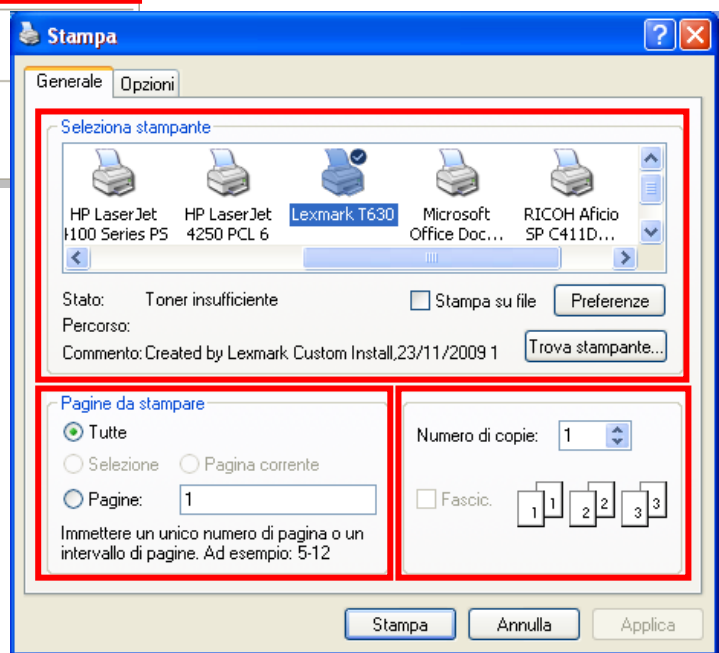 Stampa
Generale Opzioni
Seleziona stampante
HP LaserJet HP LaserJet Lexmark T630 Microsoft RICOH Aficio
4100 Series PS 4250 PCL 6 Office Doc... SP C411D...
Stato: Toner insufficiente Stampa su file Preferenze
Percorso:
Commento: Created by Lexmark Custom Install,23/11/2009 1 Trova stampante...
Pagine da stampare
Tutte Numero di copie: 1
Selezione Pagina corrente
Pagine: 1 Fascic. 1 1 2 2 3 3
Immettere un unico numero di pagina o un
intervallo di pagine. Ad esempio: 5-12
Stampa Annulla Applica